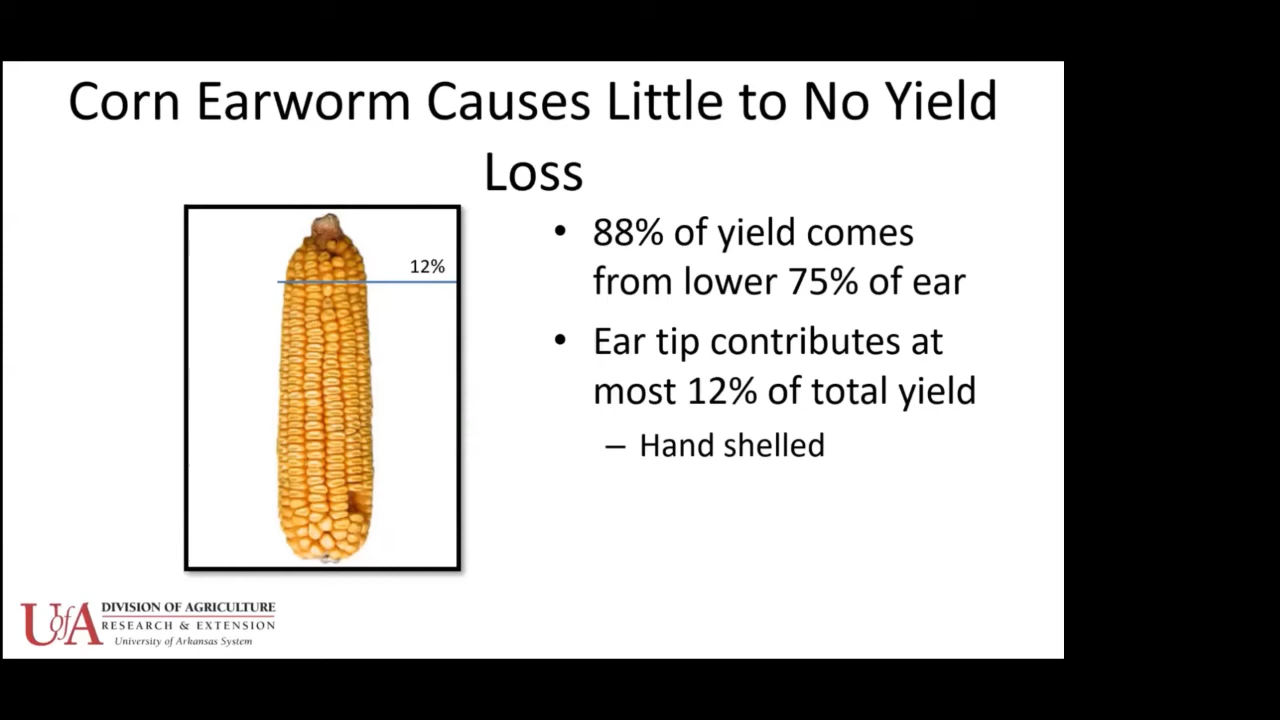 Corn Earworm Causes Little to No Yield
Loss
12%
• 88% of yield comes
from lower 75% of ear
• Ear tip contributes at
most 12% of total yield
– Hand shelled
UofA
DIVISION OF AGRICULTURE
RESEARCH & EXTENSION
University of Arkansas System